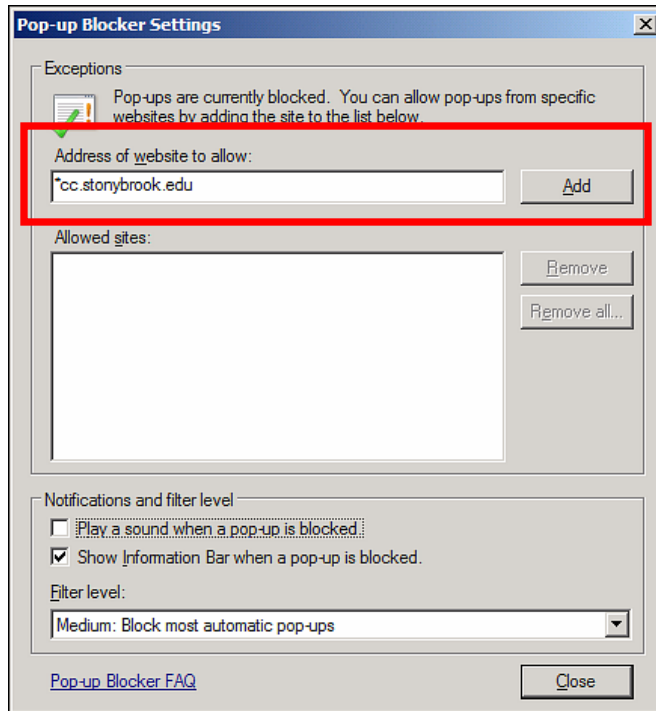 Pop-up Blocker Settings
Exceptions
Pop-ups are currently blocked. You can allow pop-ups from specific
websites by adding the site to the list below.
Address of website to allow:
*cc.stonybrook.edu
Add
Allowed sites:
Remove
Remove all...
Notifications and filter level
Play a sound when a pop-up is blocked.
Show Information Bar when a pop-up is blocked.
Filter level:
Medium: Block most automatic pop-ups
Pop-up Blocker FAQ
Close